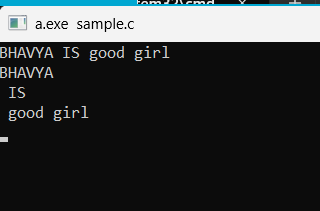 a.exe sample.c
BHAVYA IS good girl
BHAVYA
 IS
 good girl